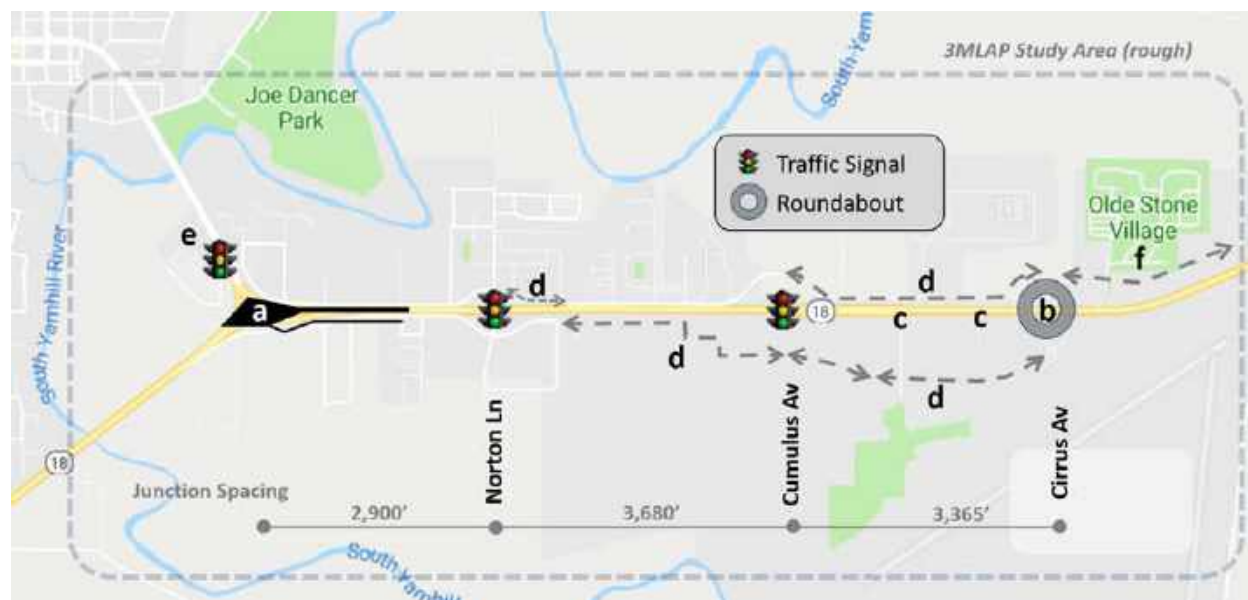 3MLAP Study Area (rough)
South Yam
Joe Dancer
Park
Traffic Signal
Roundabout
Olde Stone
Village
South Yamhill River
e
a
d
d
f
18
c
c
b
d
d
Norton Ln
Cumulus Av
Cirrus Av
18
Junction Spacing
2,900’
3,680’
3,365’
South Yamhill